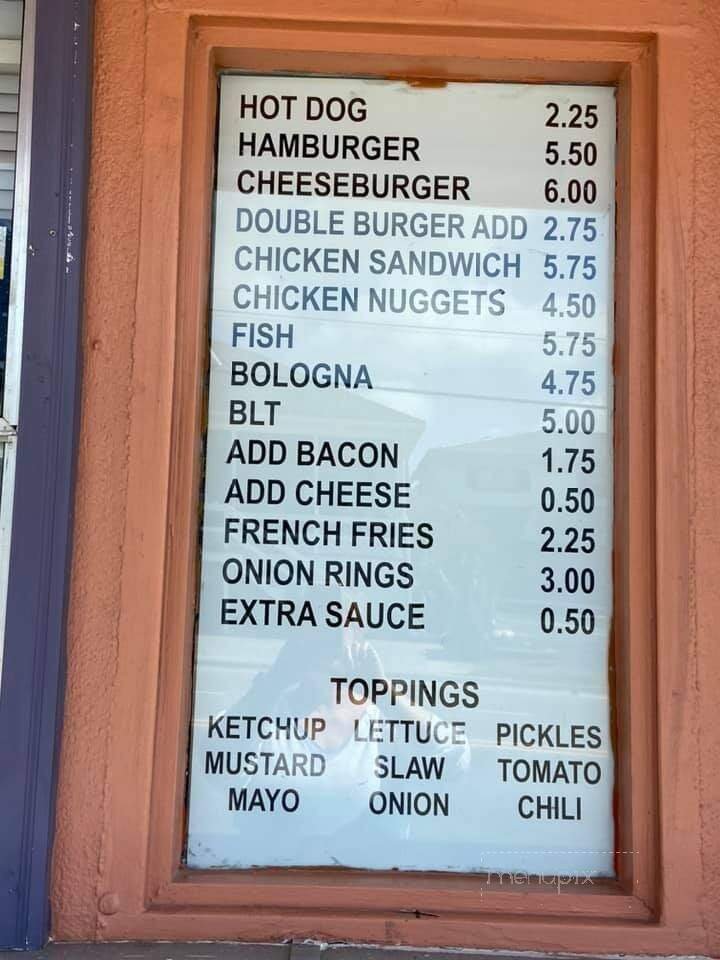 HOT DOG 2.25
HAMBURGER 5.50
CHEESEBURGER 6.00
DOUBLE BURGER ADD 2.75
CHICKEN SANDWICH 5.75
CHICKEN NUGGETS 4.50
FISH 5.75
BOLOGNA 4.75
BLT 5.00
ADD BACON 1.75
ADD CHEESE 0.50
FRENCH FRIES 2.25
ONION RINGS 3.00
EXTRA SAUCE 0.50
TOPPINGS
KETCHUP LETTUCE PICKLES
MUSTARD SLAW TOMATO
MAYO ONION CHILI
menupix